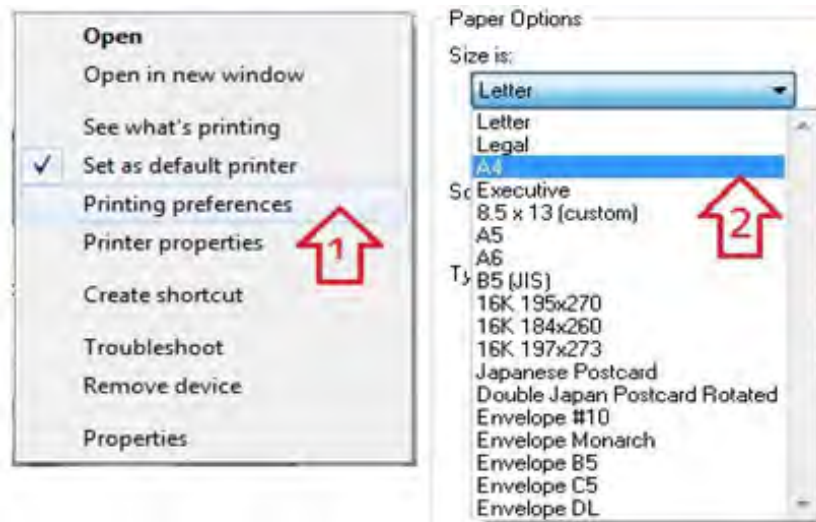 Open
Open in new window
See what's printing
Set as default printer
Printing preferences
Printer properties
Create shortcut
Troubleshoot
Remove device
Properties
1
Paper Options
Size is:
Letter
Letter
Legal
A4
Sc Executive
8.5 x 13 (custom)
A5
A6
Ty B5 (JIS)
16K 195x270
16K 184x260
16K 197x273
Japanese Postcard
Double Japan Postcard Rotated
Envelope #10
Envelope Monarch
Envelope B5
Envelope C5
Envelope DL
2